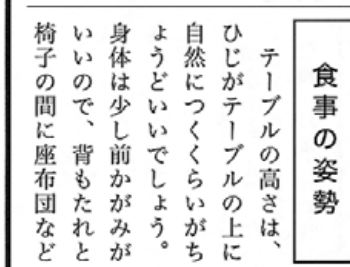 食事の姿勢
テーブルの高さは、
ひじがテーブルの上に
自然につくくらいがち
ょうどいいでしょう。
身体は少し前かがみが
いいので、背もたれと
椅子の間に座布団など